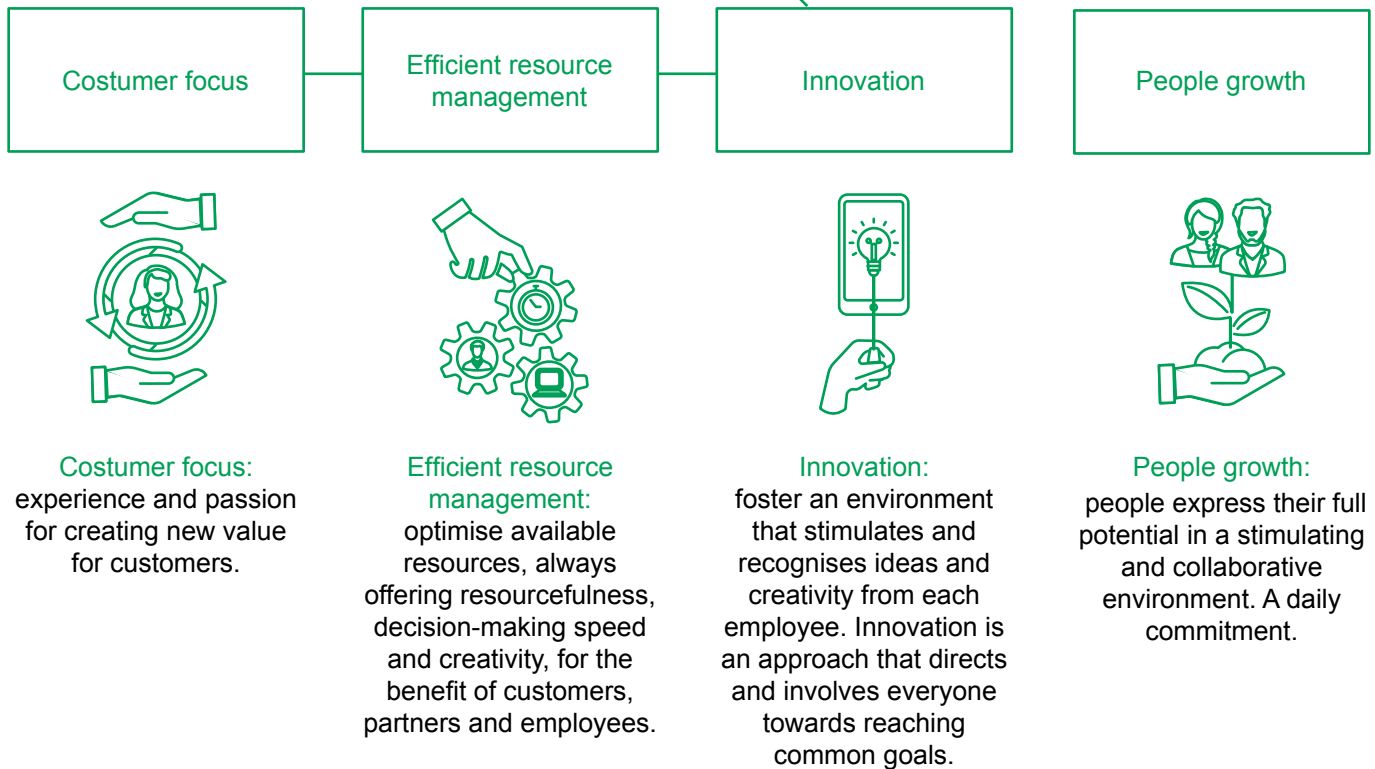 Costumer focus
Efficient resource
management
Innovation
People growth
Costumer focus:
experience and passion
for creating new value
for customers.
Efficient resource
management:
optimise available
resources, always
offering resourcefulness,
decision-making speed
and creativity, for the
benefit of customers,
partners and employees.
Innovation:
foster an environment
that stimulates and
recognises ideas and
creativity from each
employee. Innovation is
an approach that directs
and involves everyone
towards reaching
common goals.
People growth:
people express their full
potential in a stimulating
and collaborative
environment. A daily
commitment.